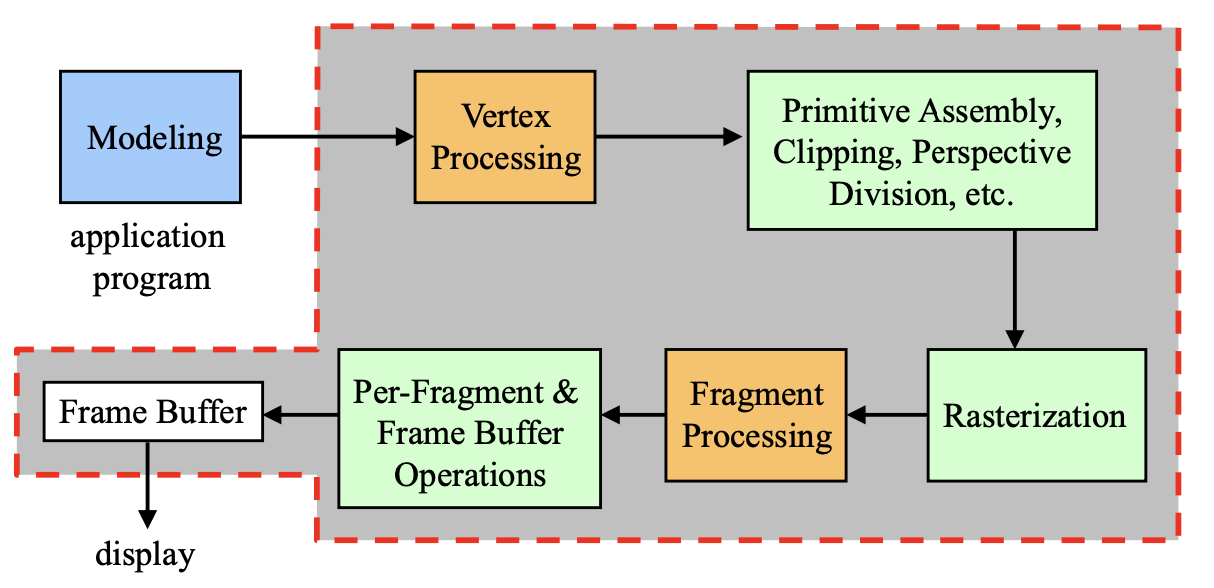 Modeling
application
program
Vertex
Processing
Primitive Assembly,
Clipping, Perspective
Division, etc.
Rasterization
Fragment
Processing
Per-Fragment &
Frame Buffer
Operations
Frame Buffer
display